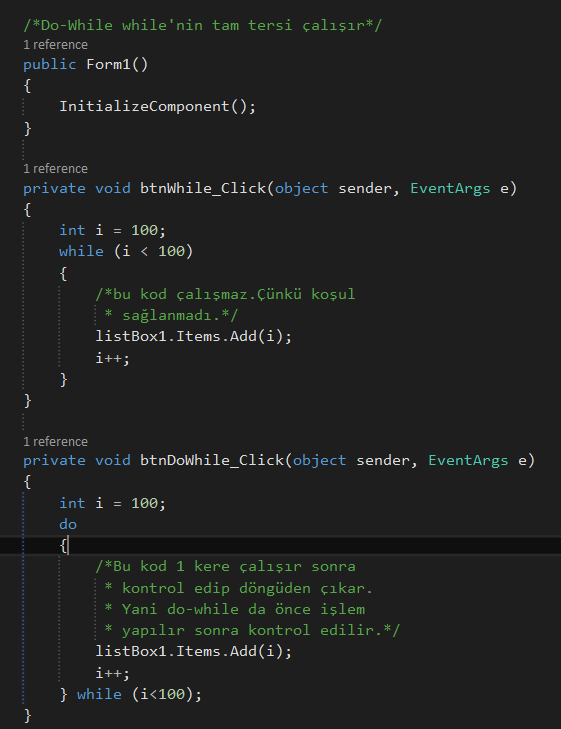 /*Do-While while'nin tam tersi çalışır*/
1 reference
public Form1()
{
InitializeComponent();
}
1 reference
private void btnWhile_Click(object sender, EventArgs e)
{
int i = 100;
while (i < 100)
{
/*bu kod çalışmaz.Çünkü koşul
* sağlanmadı.*/
listBox1.Items.Add(i);
i++;
}
}
1 reference
private void btnDoWhile_Click(object sender, EventArgs e)
{
int i = 100;
do
{
/*Bu kod 1 kere çalışır sonra
* kontrol edip döngüden çıkar.
* Yani do-while da önce işlem
* yapılır sonra kontrol edilir.*/
listBox1.Items.Add(i);
i++;
} while (i<100);
}